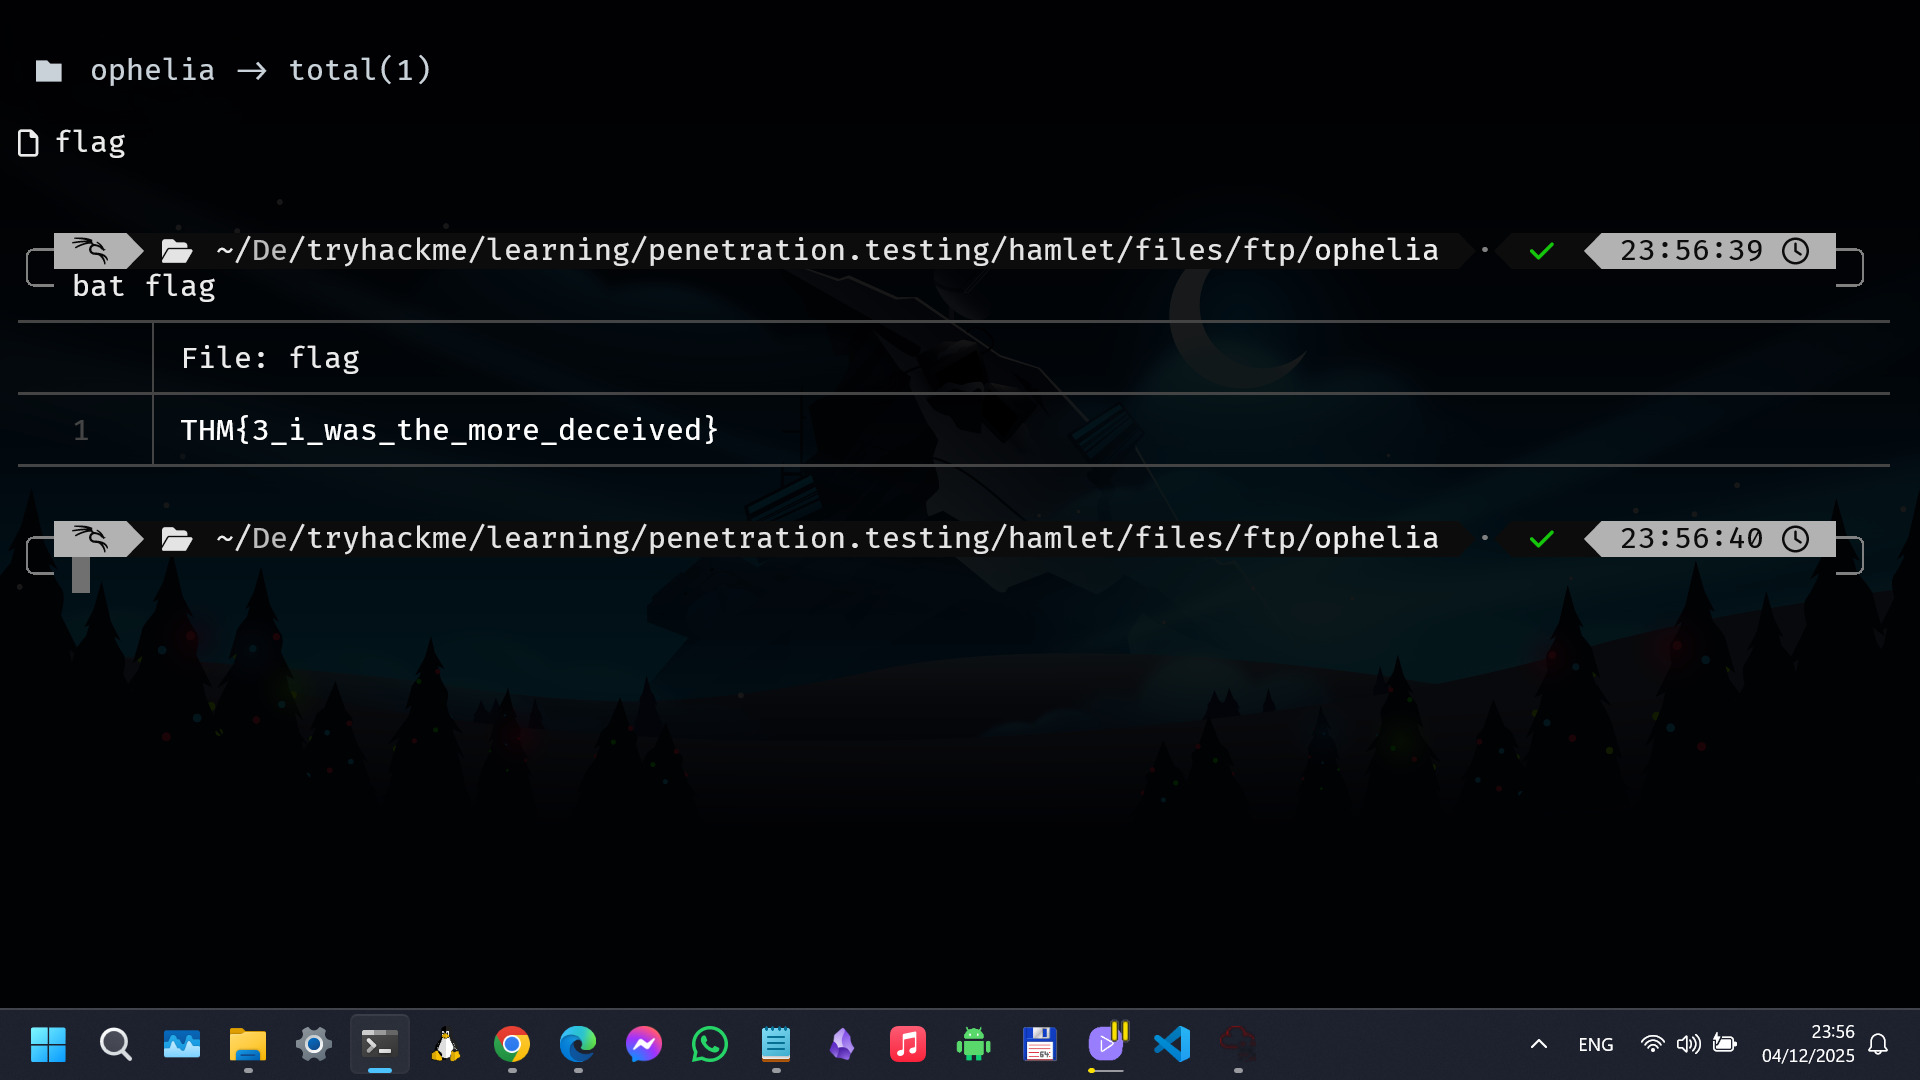 ophelia → total(1)
flag
~/De/tryhackme/learning/penetration.testing/hamlet/files/ftp/ophelia · ✓ 23:56:39
bat flag
File: flag
1 THM{3_i_was_the_more_deceived}
~/De/tryhackme/learning/penetration.testing/hamlet/files/ftp/ophelia · ✓ 23:56:40
64
ENG
23:56
04/12/2025